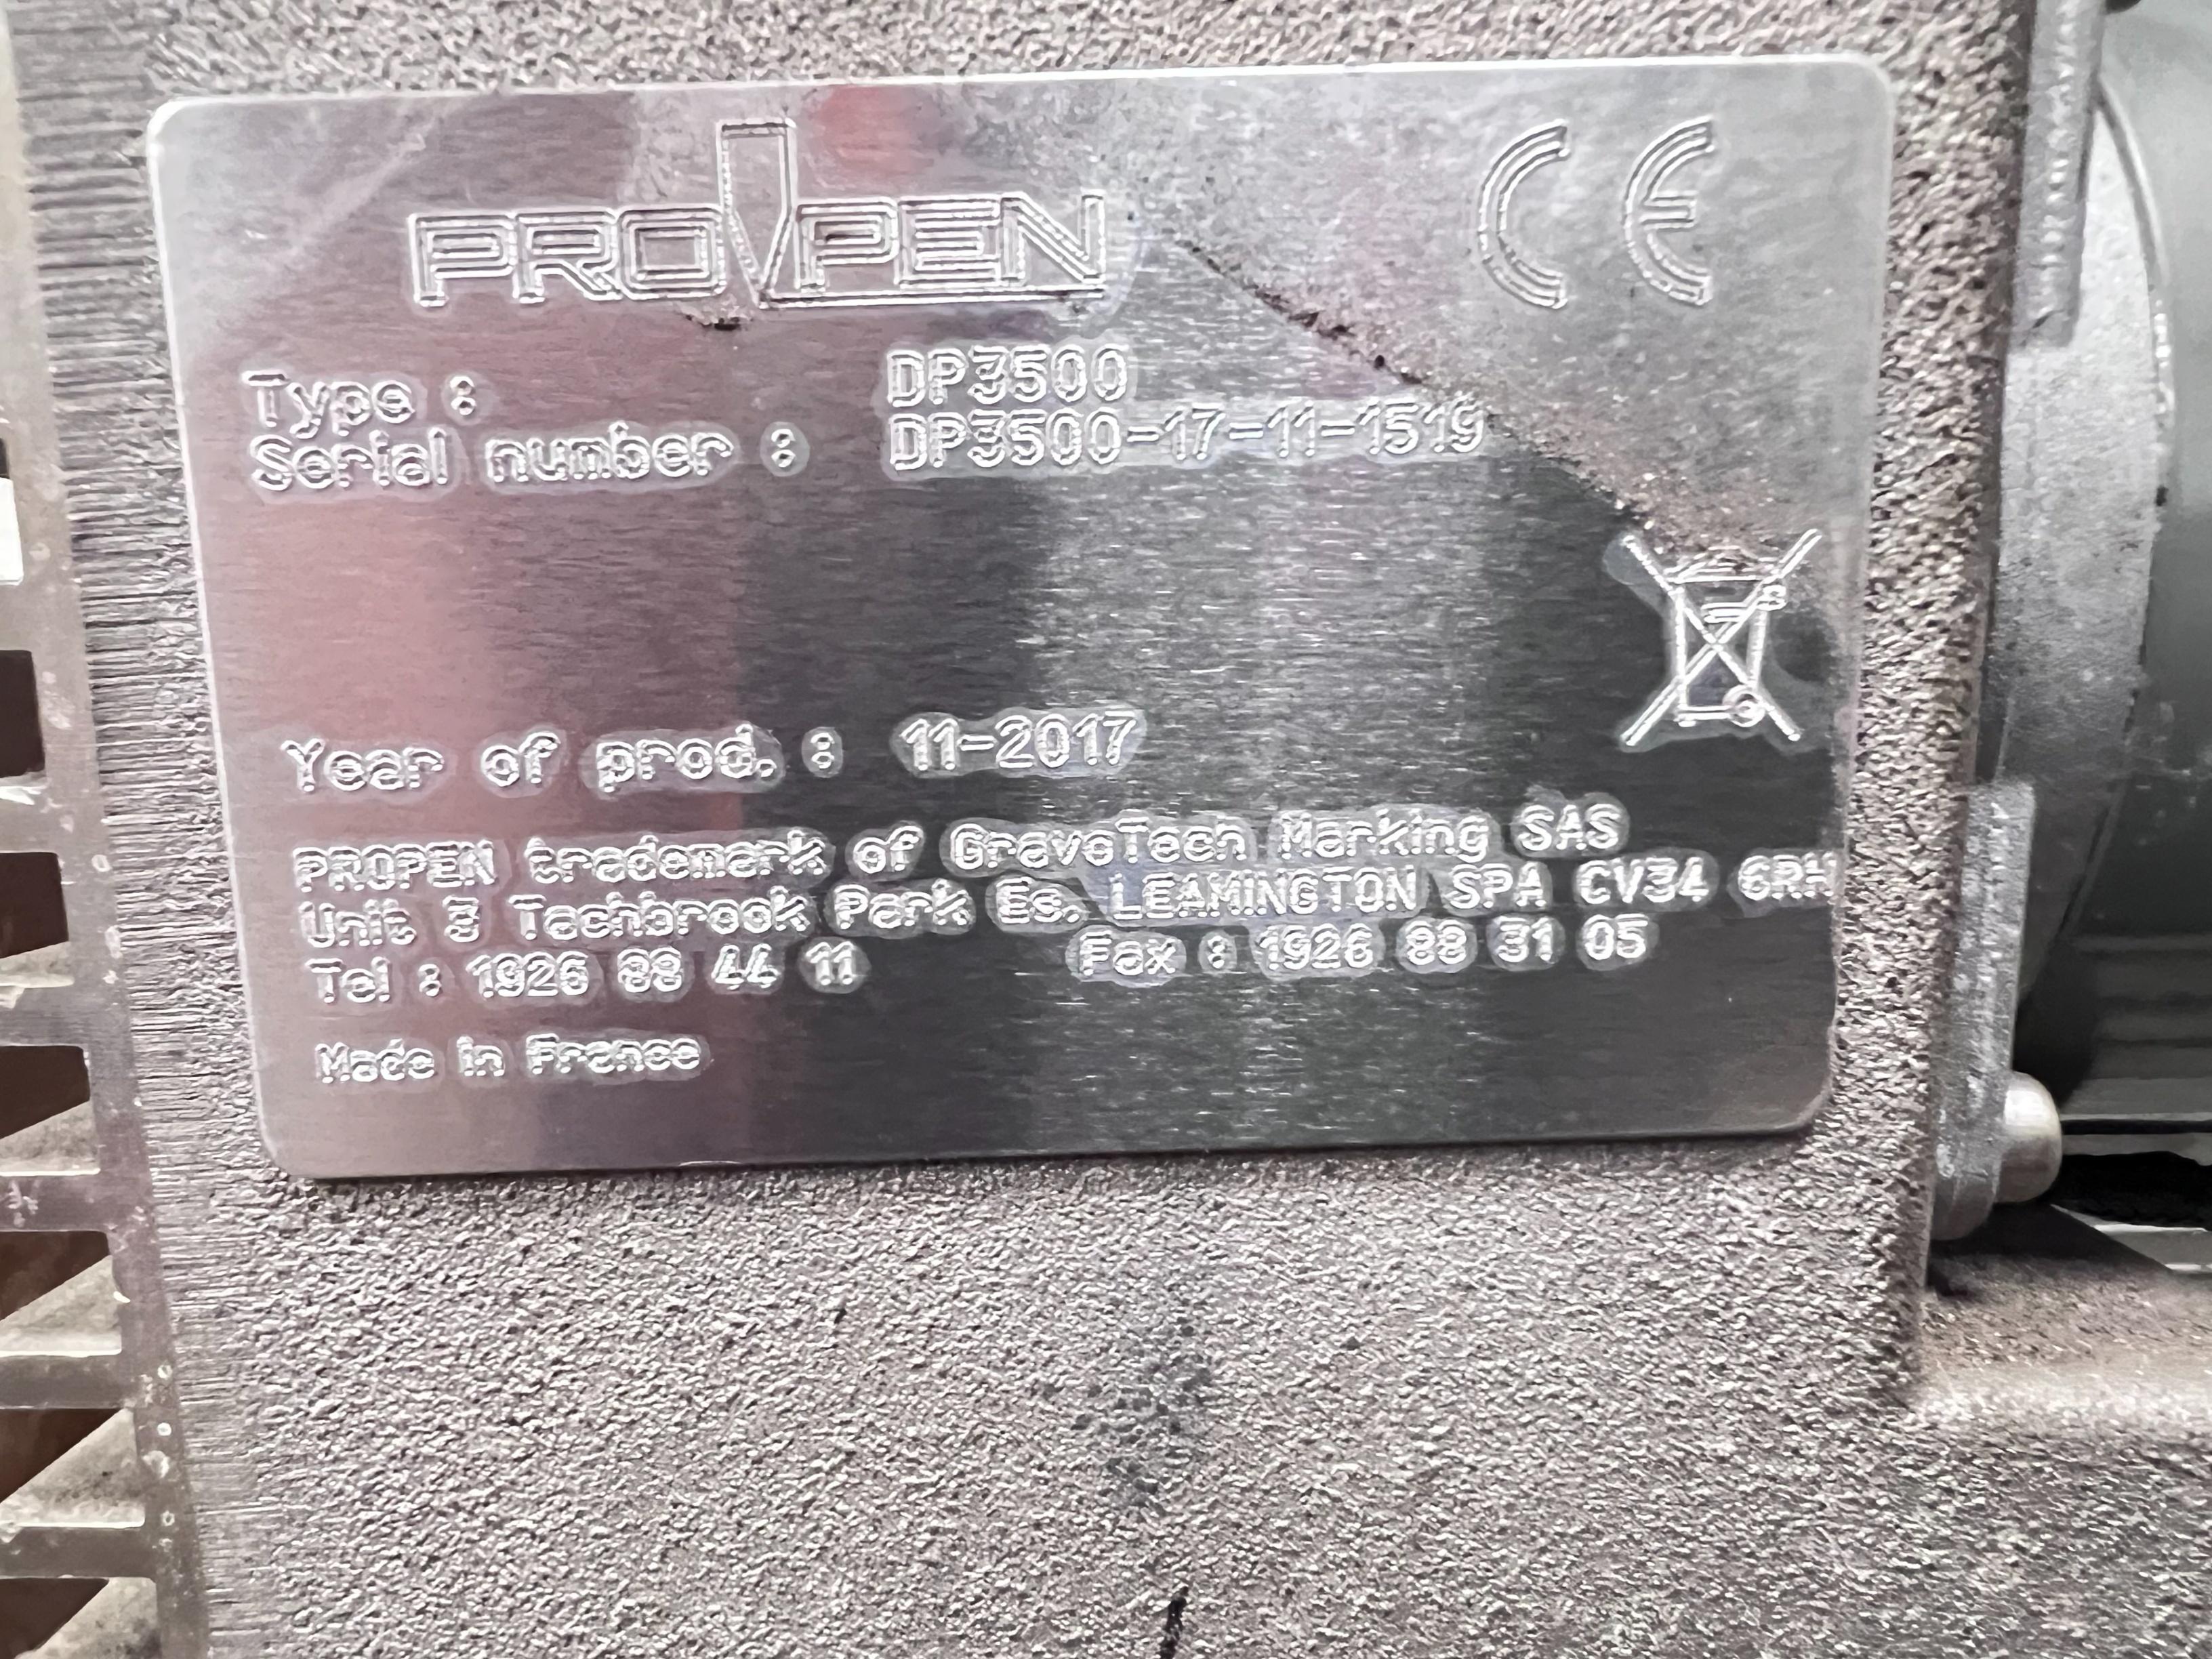 PROPEN CE
Type : DP3500
Serial number : DP3500-17-11-1519
Year of prod. : 11-2017
PROPEN trademark of GravoTech Marking SAS
Unit 3 Tachbrook Park Es. LEAMINGTON SPA CV34 6RH
Tel : 1926 88 44 11 Fax : 1926 88 31 05
Made in France